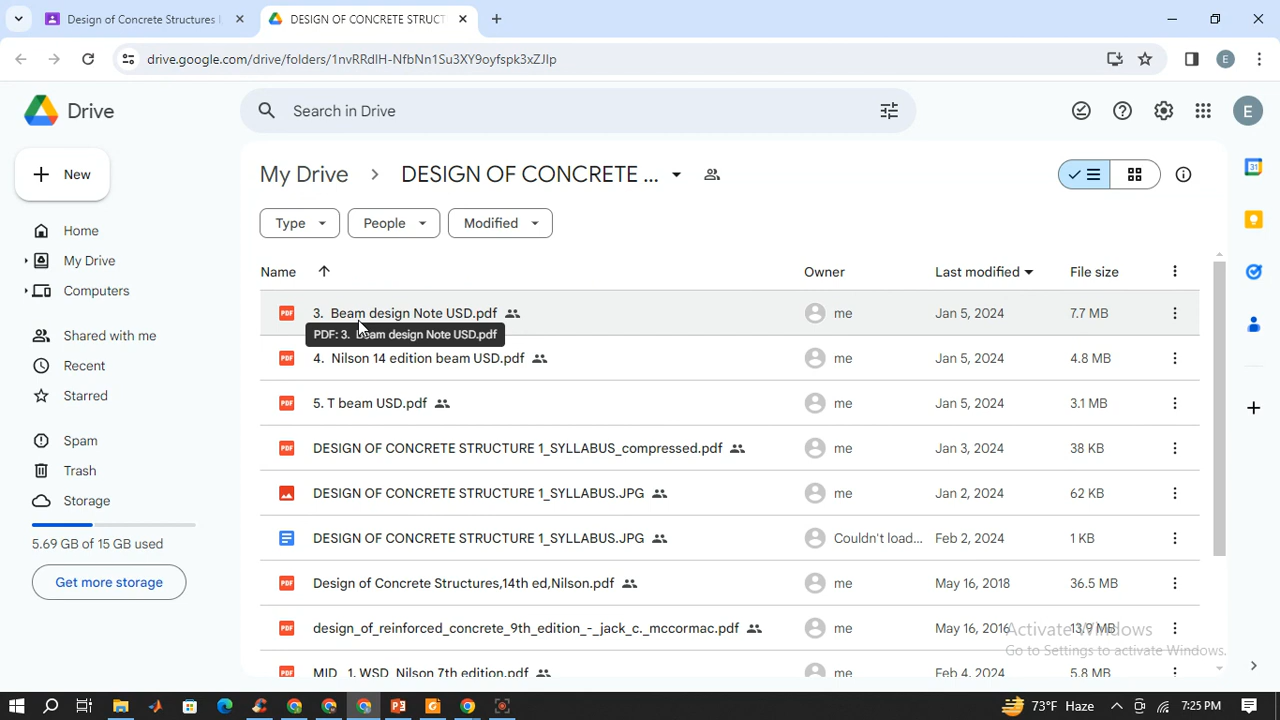 Design of Concrete Structures
DESIGN OF CONCRETE STRUCT
drive.google.com/drive/folders/1nvRRdIH-NfbNn1Su3XY9oyfspk3xZJIp
E
Drive
Search in Drive
E
New
Home
My Drive
Computers
Shared with me
Recent
Starred
Spam
Trash
Storage
5.69 GB of 15 GB used
Get more storage
My Drive > DESIGN OF CONCRETE ...
Type People Modified
Name Owner Last modified File size
3. Beam design Note USD.pdf me Jan 5, 2024 7.7 MB
PDF: 3. Beam design Note USD.pdf
4. Nilson 14 edition beam USD.pdf me Jan 5, 2024 4.8 MB
5. T beam USD.pdf me Jan 5, 2024 3.1 MB
DESIGN OF CONCRETE STRUCTURE 1_SYLLABUS_compressed.pdf me Jan 3, 2024 38 KB
DESIGN OF CONCRETE STRUCTURE 1_SYLLABUS.JPG me Jan 2, 2024 62 KB
DESIGN OF CONCRETE STRUCTURE 1_SYLLABUS.JPG Couldn't load... Feb 2, 2024 1 KB
Design of Concrete Structures,14th ed,Nilson.pdf me May 16, 2018 36.5 MB
design_of_reinforced_concrete_9th_edition_-_jack_c._mccormac.pdf me May 16, 2016 13.9 MB
MID_1. WSD_Nilson 7th edition.pdf me Feb 4, 2024 5.8 MB
Activate Windows
Go to Settings to activate Windows.
31
73°F Haze 7:25 PM